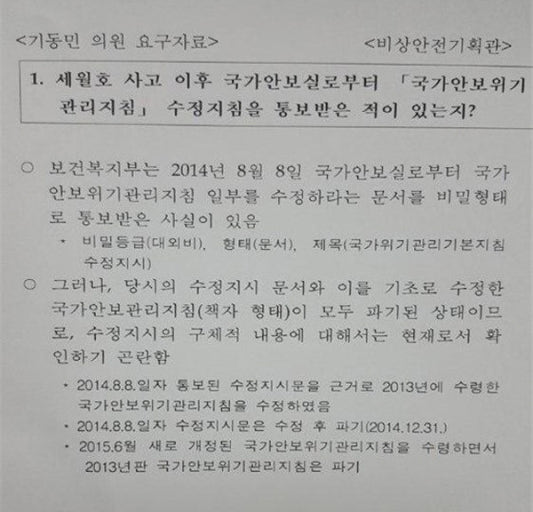 <기동민 의원 요구자료>
<비상안전기획관>
1. 세월호 사고 이후 국가안보실로부터 「국가안보위기
관리지침」 수정지침을 통보받은 적이 있는지?
○ 보건복지부는 2014년 8월 8일 국가안보실로부터 국가
안보위기관리지침 일부를 수정하라는 문서를 비밀형태
로 통보받은 사실이 있음
* 비밀등급(대외비), 형태(문서), 제목(국가위기관리기본지침
수정지시)
○ 그러나, 당시의 수정지시 문서와 이를 기초로 수정한
국가안보관리지침(책자 형태)이 모두 파기된 상태이므
로, 수정지시의 구체적 내용에 대해서는 현재로서 확
인하기 곤란함
* 2014.8.8.일자 통보된 수정지시문을 근거로 2013년에 수령한
국가안보위기관리지침을 수정하였음
* 2014.8.8.일자 수정지시문은 수정 후 파기(2014.12.31.)
* 2015.6월 새로 개정된 국가안보위기관리지침을 수령하면서
2013년판 국가안보위기관리지침은 파기